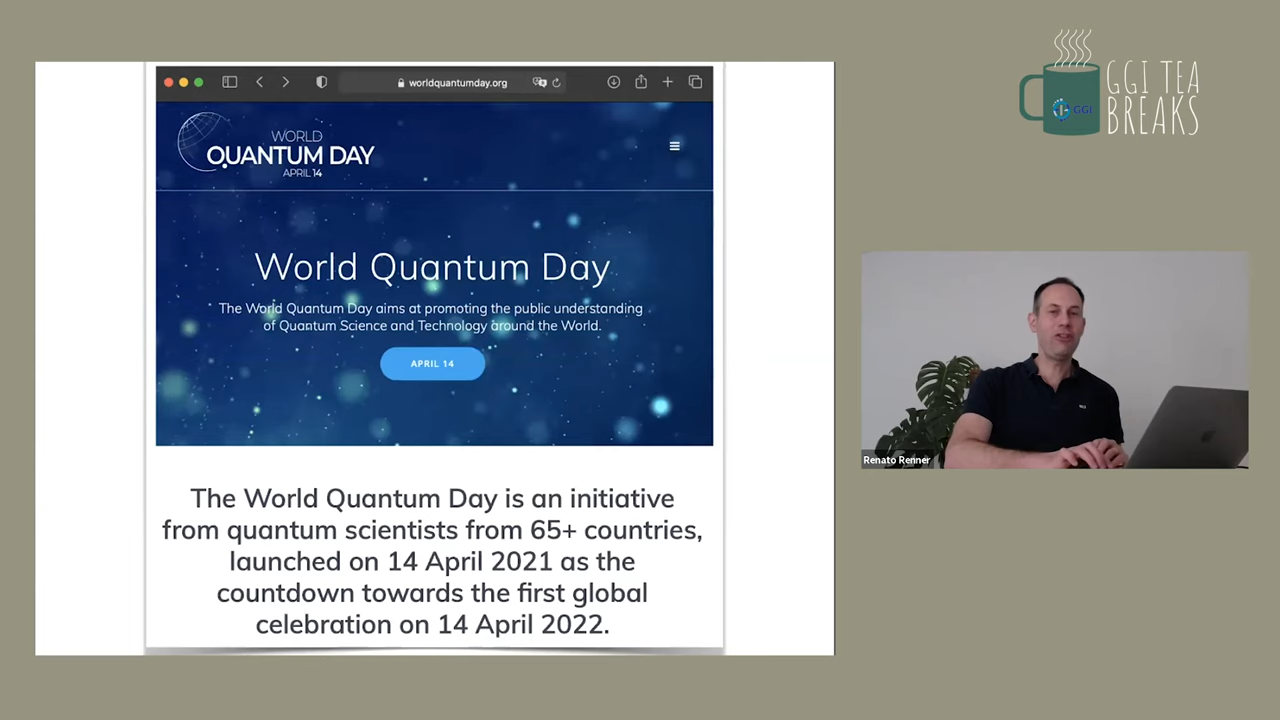 worldquantumday.org
WORLD
QUANTUM DAY
APRIL 14
World Quantum Day
The World Quantum Day aims at promoting the public understanding
of Quantum Science and Technology around the World.
APRIL 14
The World Quantum Day is an initiative
from quantum scientists from 65+ countries,
launched on 14 April 2021 as the
countdown towards the first global
celebration on 14 April 2022.
GGI
GGI TEA
BREAKS
Renato Renner